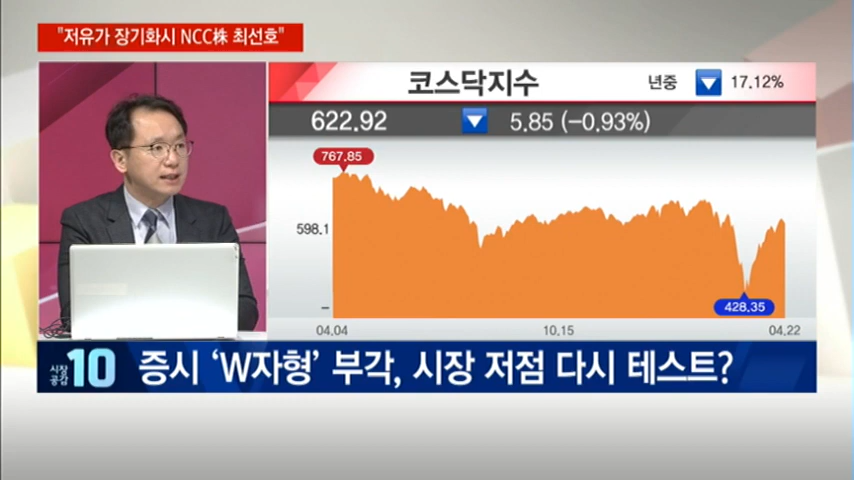 "저유가 장기화시 NCC株 최선호"
코스닥지수
년중 ▼ 17.12%
622.92 ▼ 5.85 (-0.93%)
767.85
598.1
428.35
04.04 10.15 04.22
시장
공감 10
증시 'W자형' 부각, 시장 저점 다시 테스트?